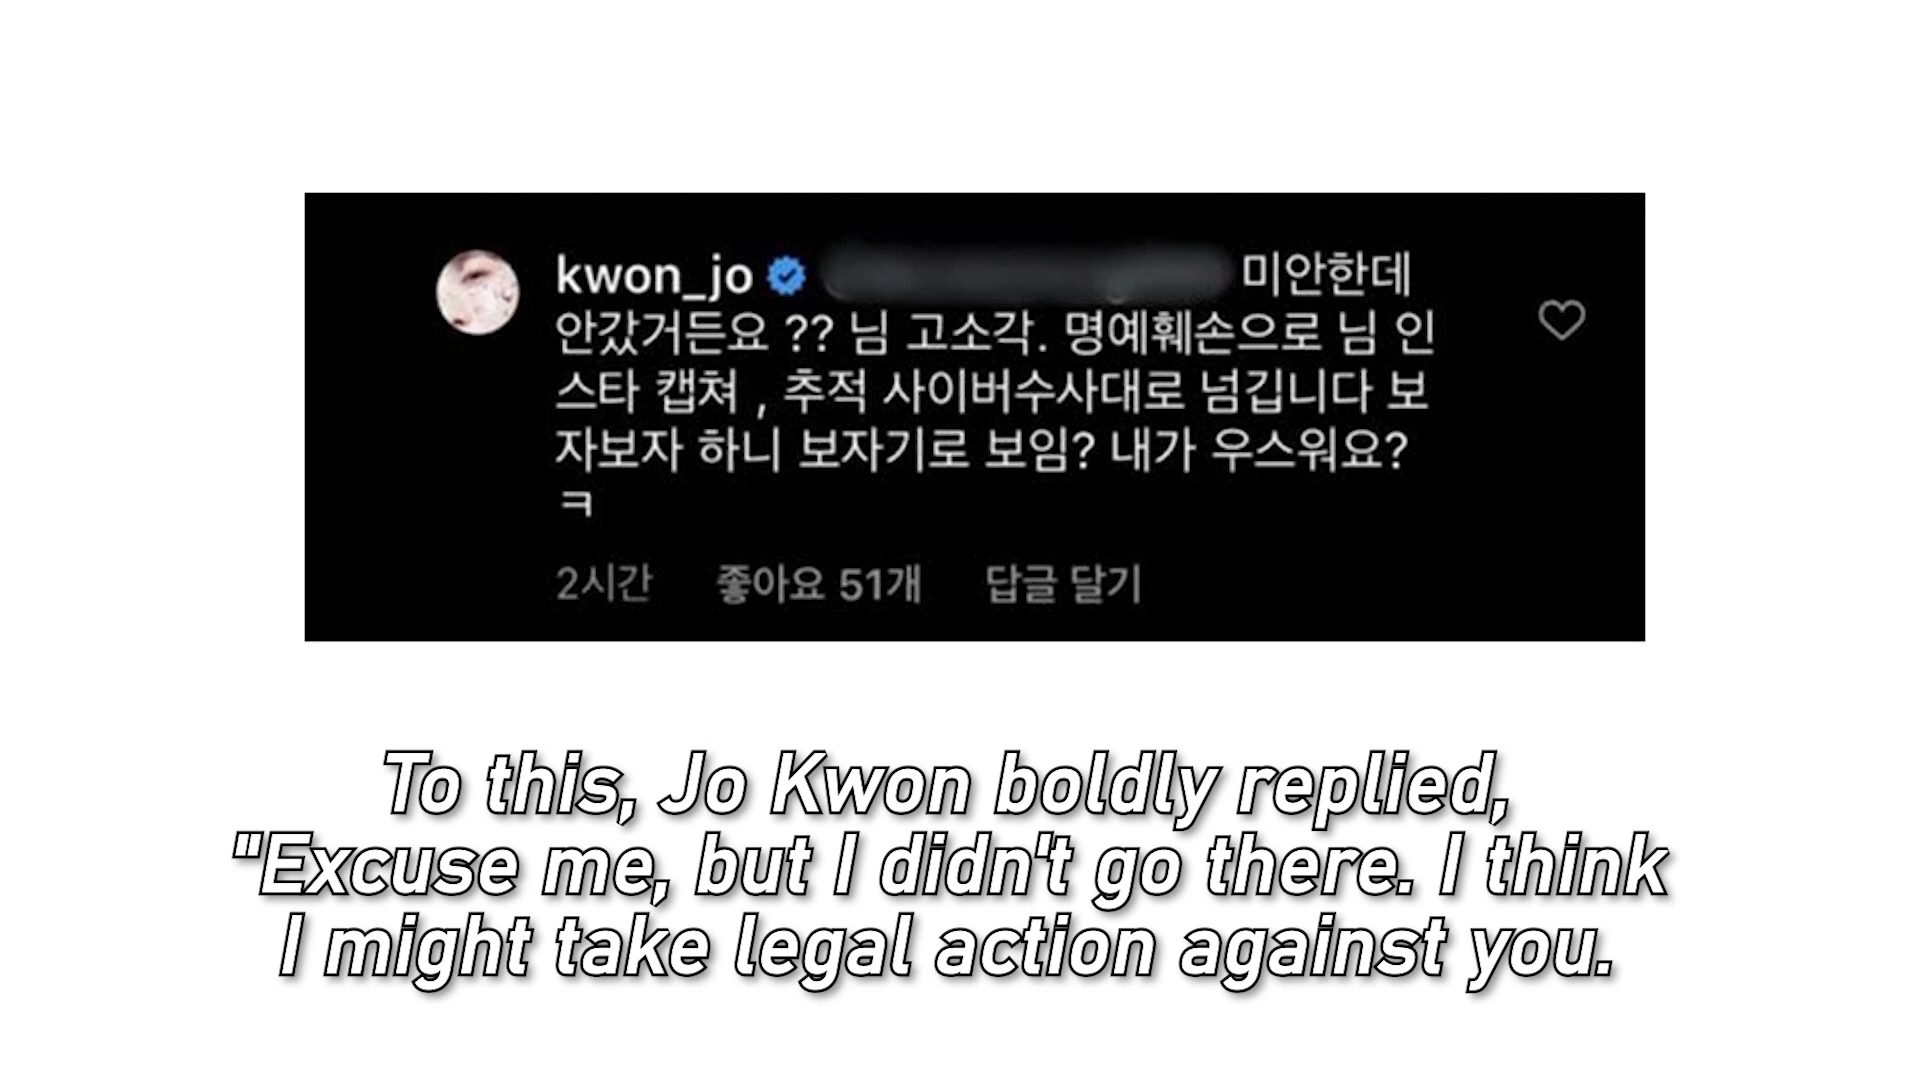 kwon_jo 미안한데
안갔거든요 ?? 님 고소각. 명예훼손으로 님 인
스타 캡쳐 , 추적 사이버수사대로 넘깁니다 보
자보자 하니 보자기로 보임? 내가 우스워요?
ㅋ
2시간 좋아요 51개 답글 달기
To this, Jo Kwon boldly replied,
"Excuse me, but I didn't go there. I think
I might take legal action against you.